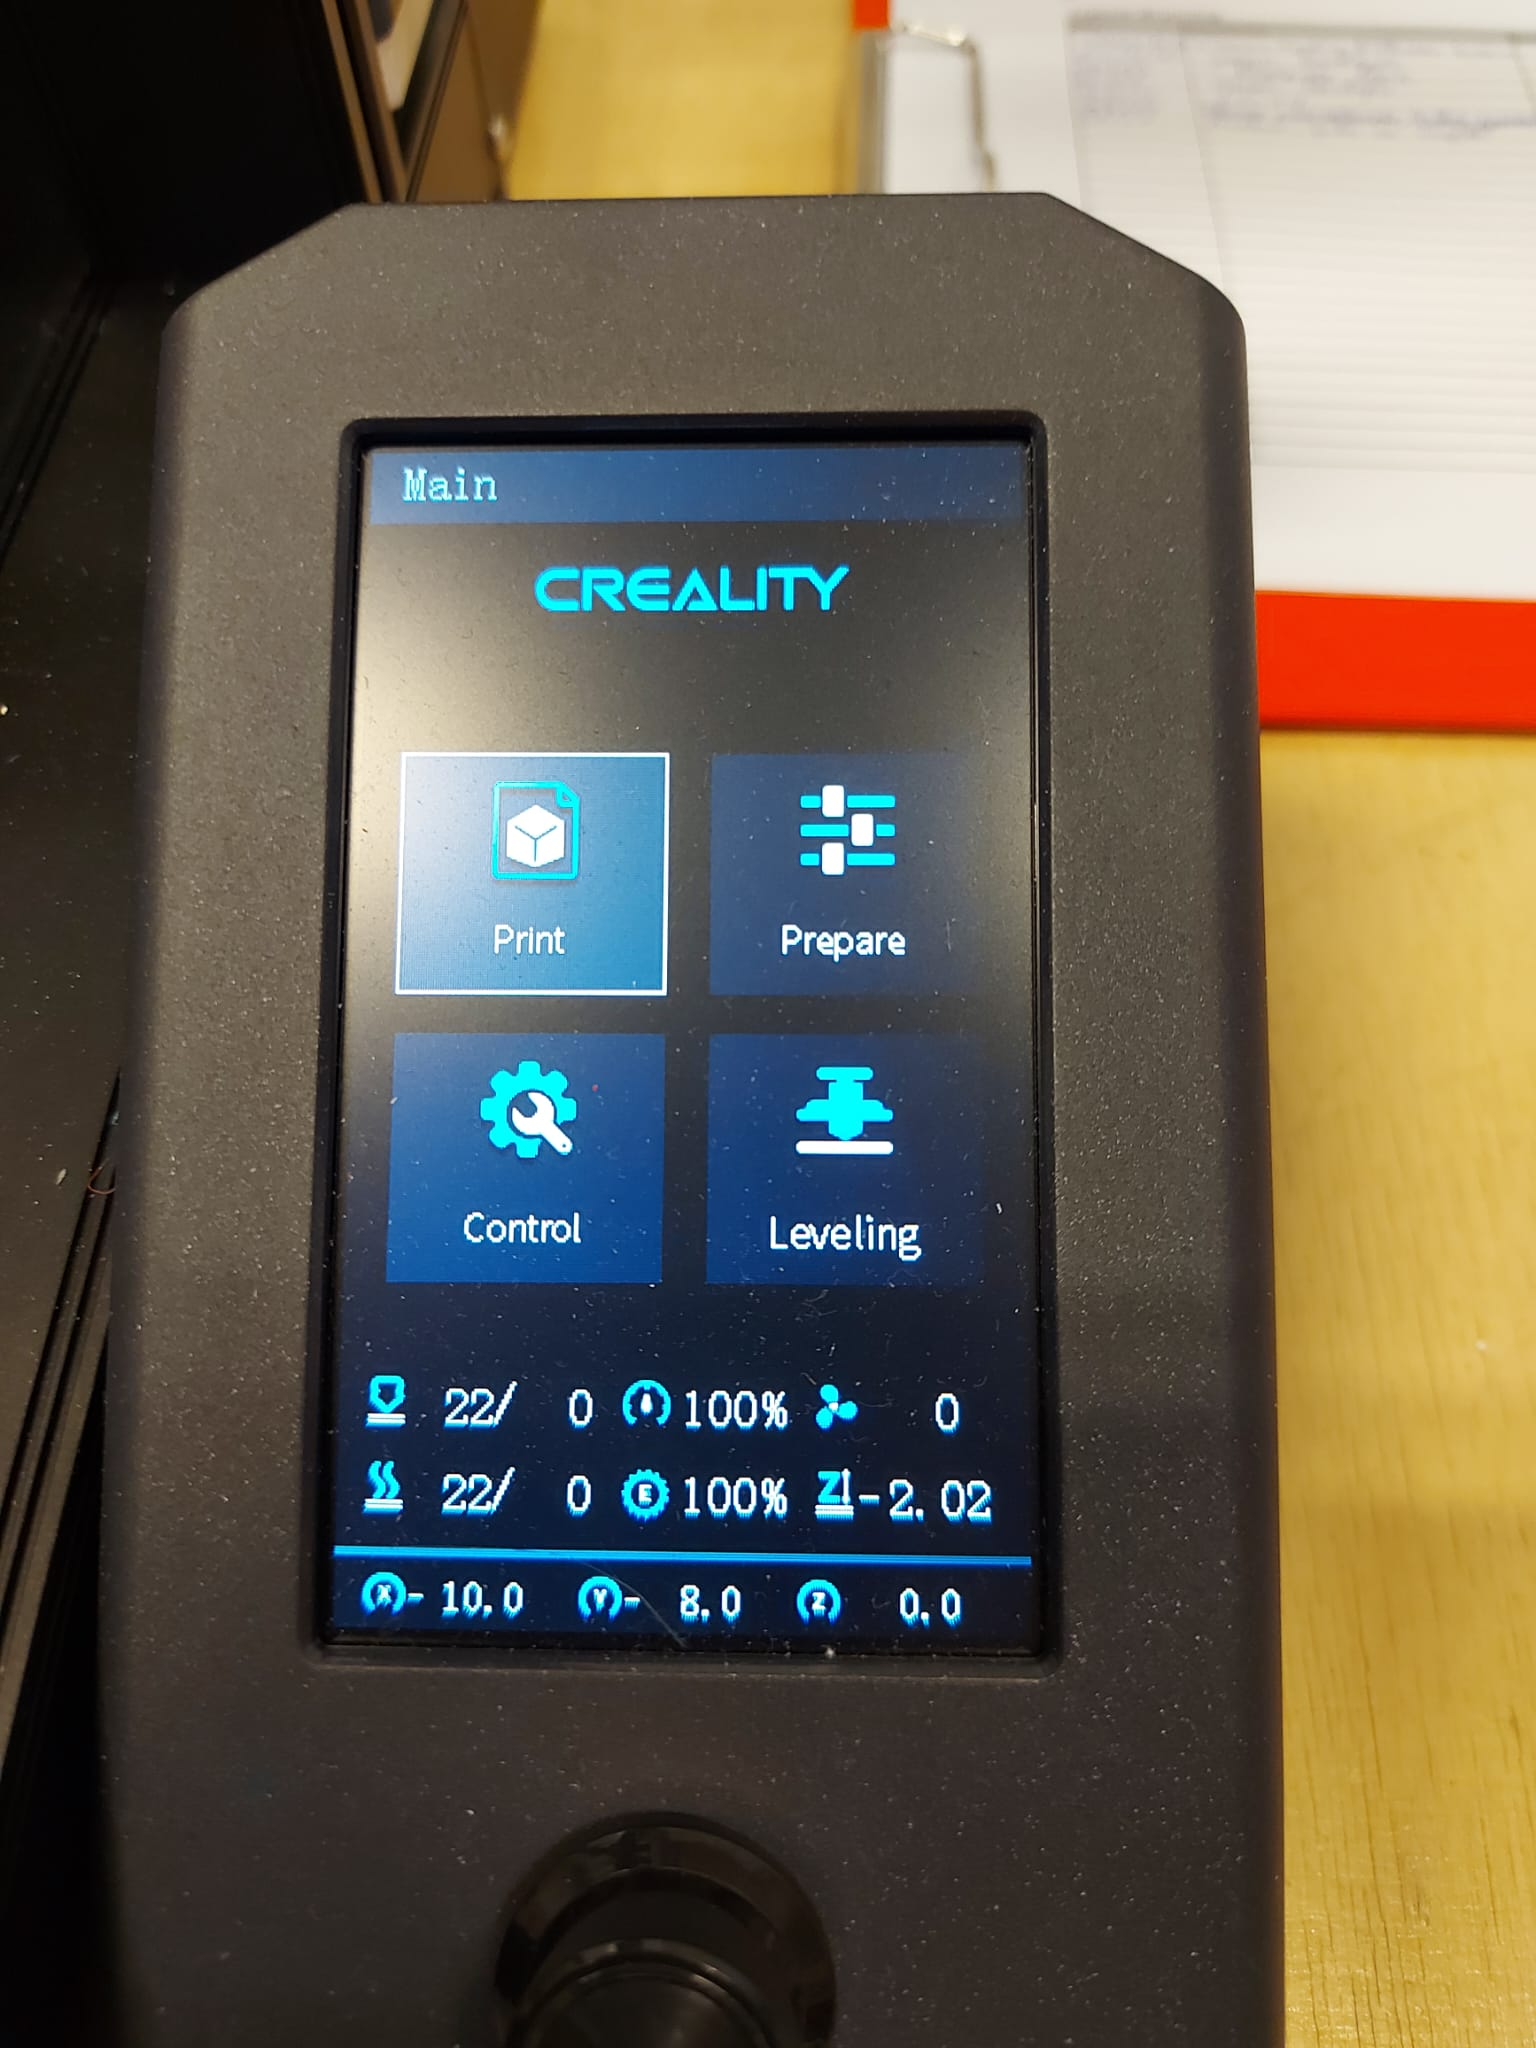 Main
CREALITY
Print Prepare
Control Leveling
22/ 0 100% 0
22/ 0 E 100% Z -2.02
X - 10.0 Y - 8.0 Z 0.0